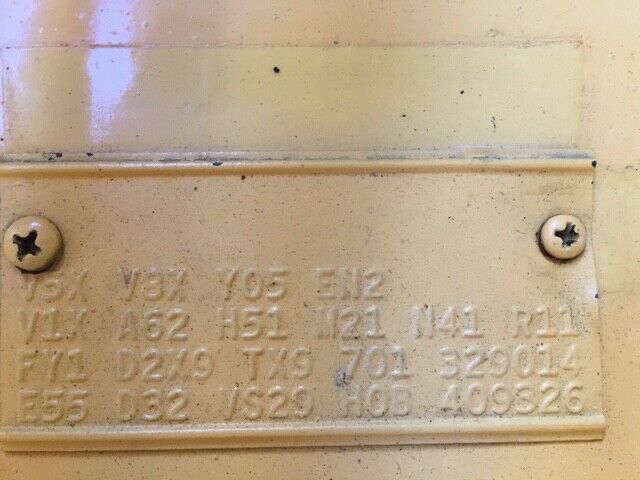 V5X V3X Y05 EN2
V1X A62 H51 M21 N41 R11
FY1 D2X9 TX9 701 329014
E55 D32 VS29 H0B 409326